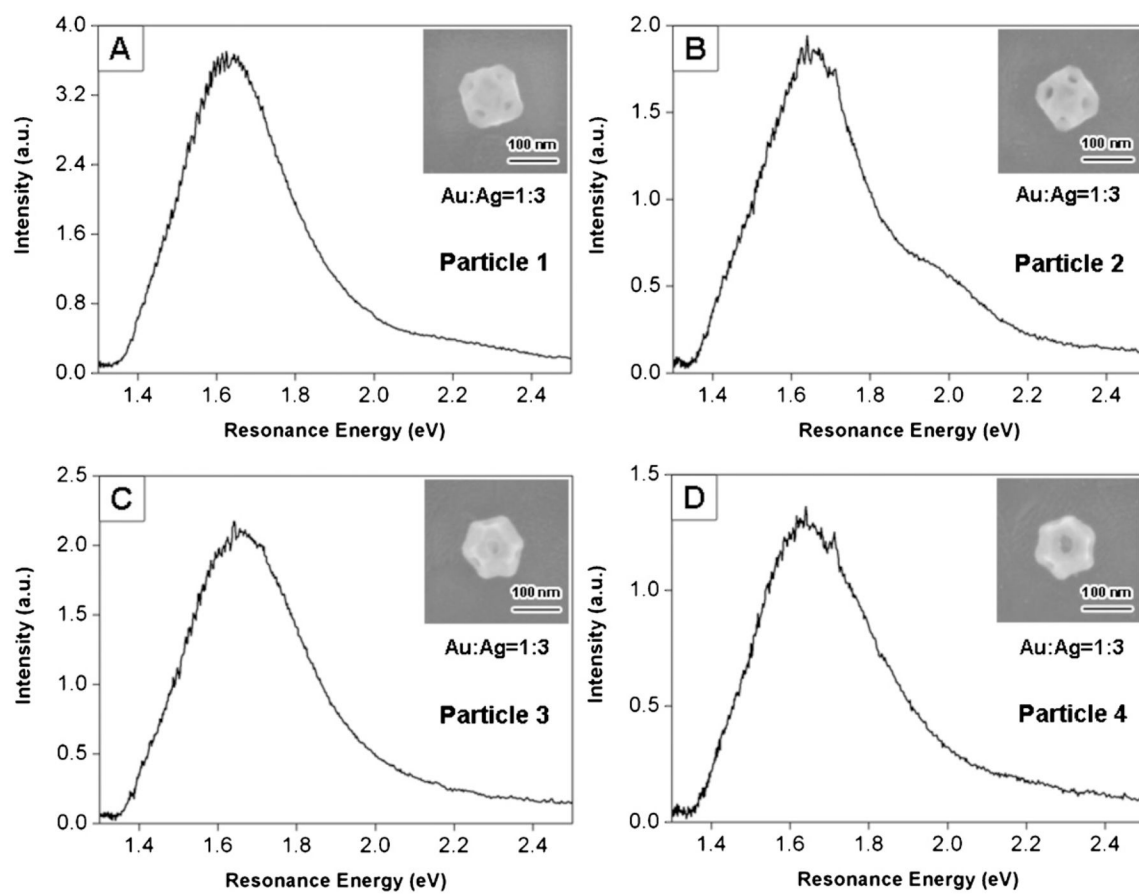 A
4.0
3.2
2.4
1.6
0.8
0.0
Intensity (a.u.)
100 nm
Au:Ag=1:3
Particle 1
1.4 1.6 1.8 2.0 2.2 2.4
Resonance Energy (eV)
B
2.0
1.5
1.0
0.5
0.0
Intensity (a.u.)
100 nm
Au:Ag=1:3
Particle 2
1.4 1.6 1.8 2.0 2.2 2.4
Resonance Energy (eV)
C
2.5
2.0
1.5
1.0
0.5
0.0
Intensity (a.u.)
100 nm
Au:Ag=1:3
Particle 3
1.4 1.6 1.8 2.0 2.2 2.4
Resonance Energy (eV)
D
1.5
1.0
0.5
0.0
Intensity (a.u.)
100 nm
Au:Ag=1:3
Particle 4
1.4 1.6 1.8 2.0 2.2 2.4
Resonance Energy (eV)